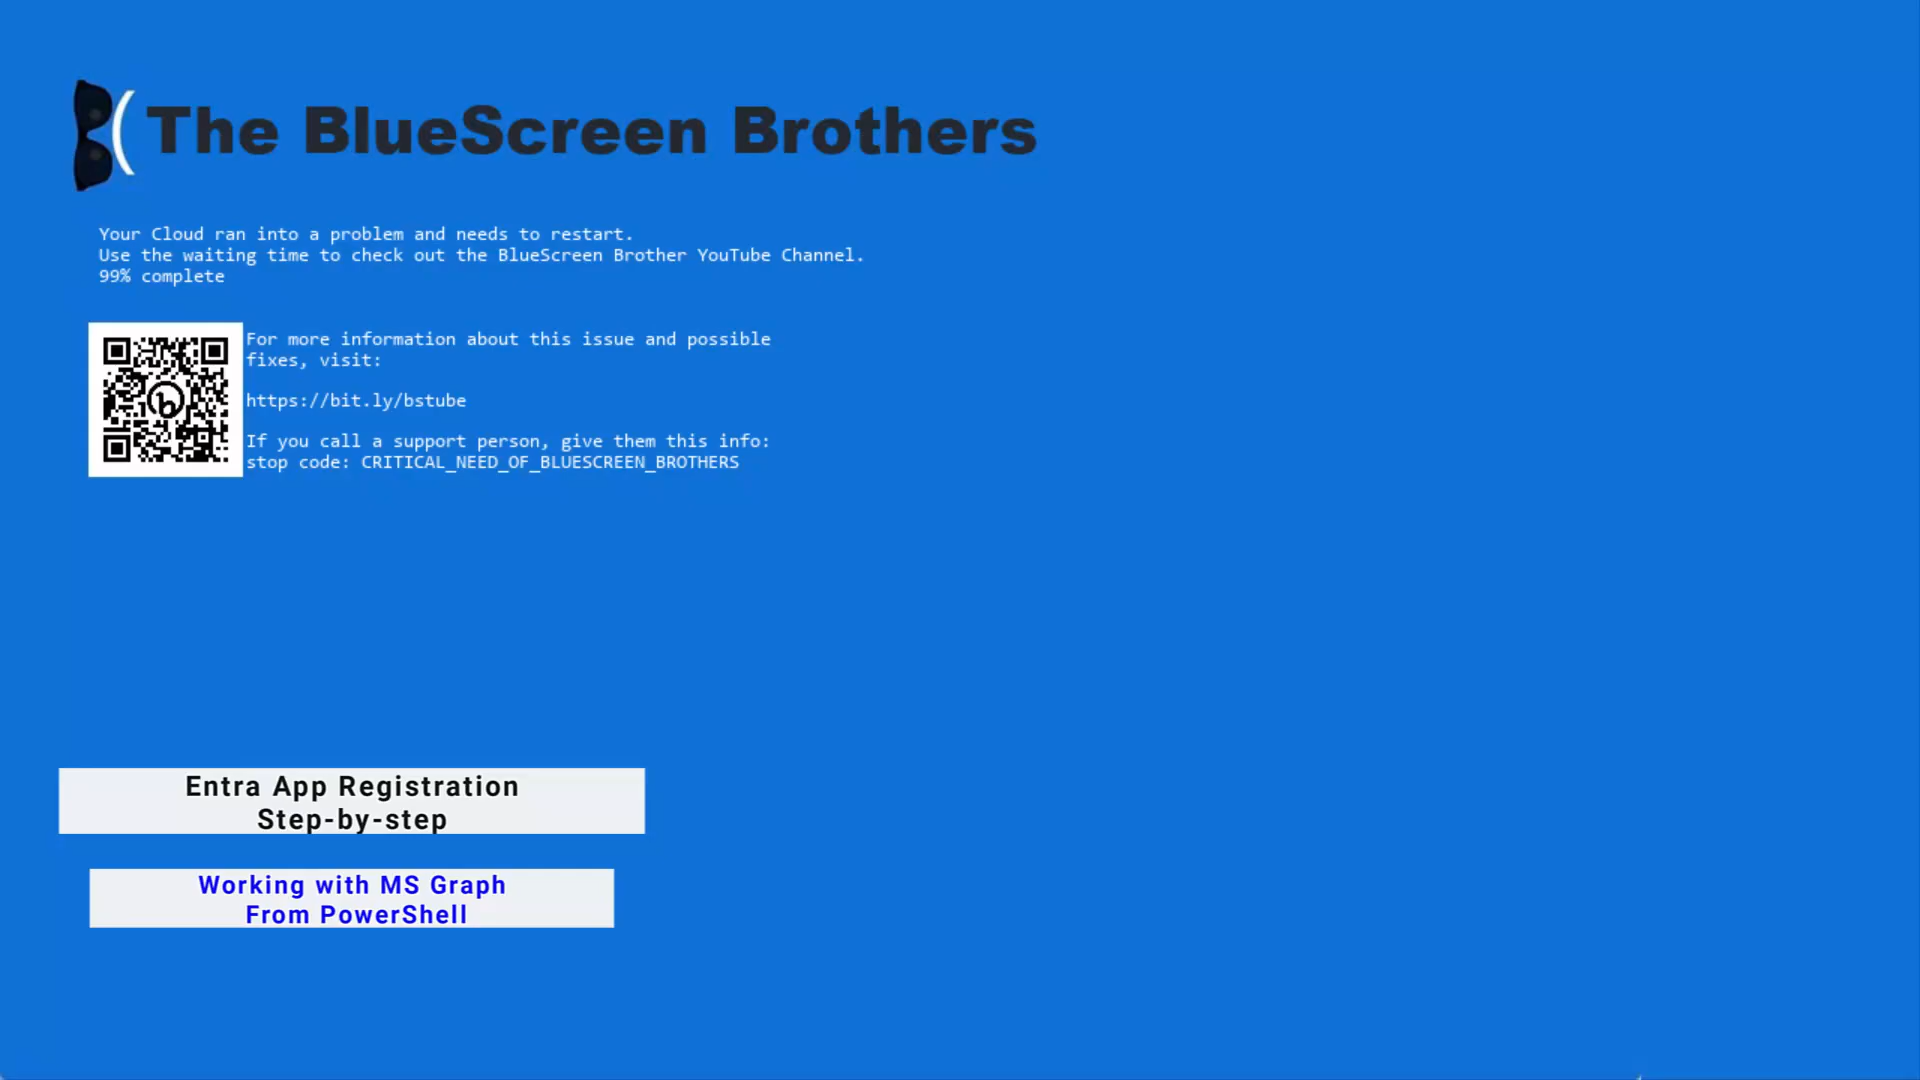 The BlueScreen Brothers
Your Cloud ran into a problem and needs to restart.
Use the waiting time to check out the BlueScreen Brother YouTube Channel.
99% complete
For more information about this issue and possible
fixes, visit:
https://bit.ly/bstube
If you call a support person, give them this info:
stop code: CRITICAL_NEED_OF_BLUESCREEN_BROTHERS
Entra App Registration
Step-by-step
Working with MS Graph
From PowerShell